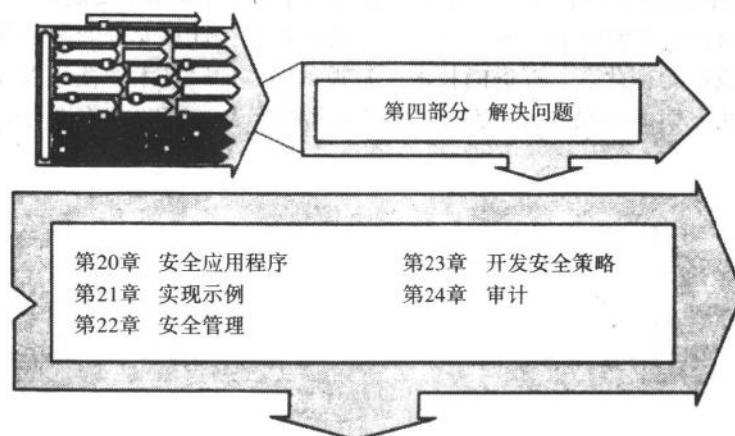 第四部分 解决问题
第20章 安全应用程序
第21章 实现示例
第22章 安全管理
第23章 开发安全策略
第24章 审计